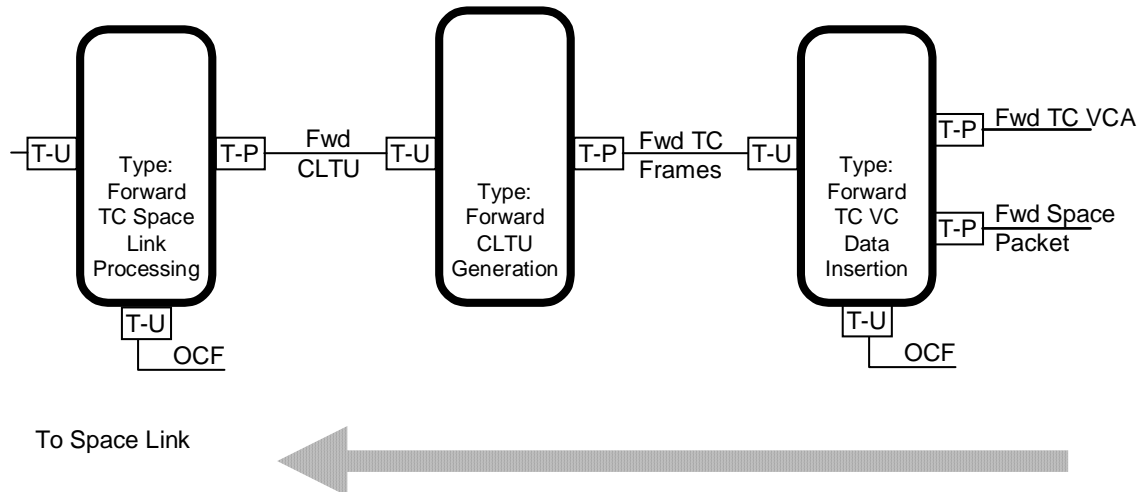 T-U
Type:
Forward
TC Space
Link
Processing
T-P
T-U
OCF
Fwd
CLTU
T-U
Type:
Forward
CLTU
Generation
T-P
Fwd TC
Frames
T-U
Type:
Forward
TC VC
Data
Insertion
T-P
Fwd TC VCA
T-P
Fwd Space
Packet
T-U
OCF
To Space Link